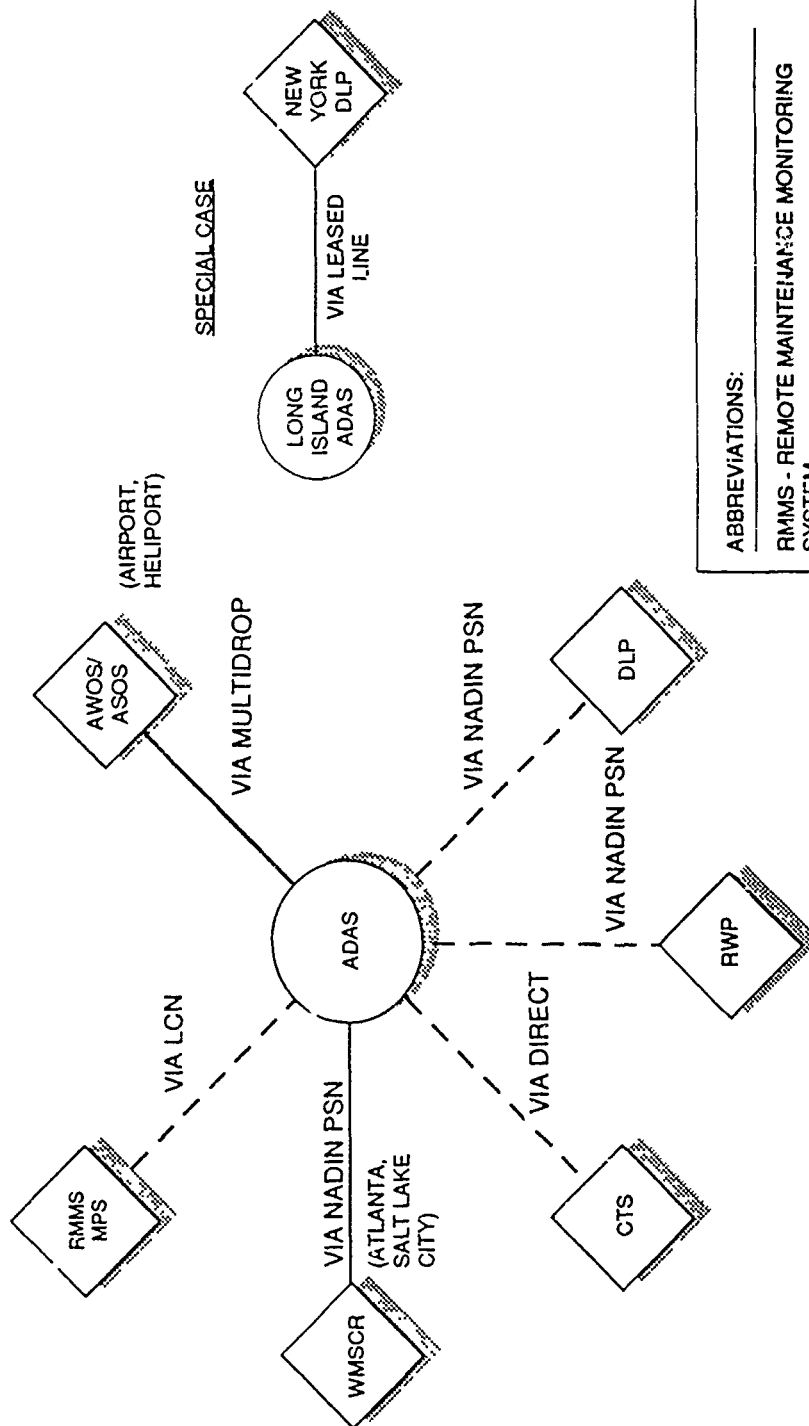 SPECIAL CASE
NEW
YORK
DLP
VIA LEASED
LINE
LONG
ISLAND
ADAS
(AIRPORT,
HELIPORT)
AWOS/
ASOS
VIA MULTIDROP
RMMS
MPS
VIA LCN
ADAS
VIA NADIN PSN
DLP
VIA NADIN PSN
(ATLANTA,
SALT LAKE
CITY)
WMSCR
VIA DIRECT
CTS
VIA NADIN PSN
RWP
ABBREVIATIONS:
RMMS - REMOTE MAINTENANCE MONITORING
SYSTEM